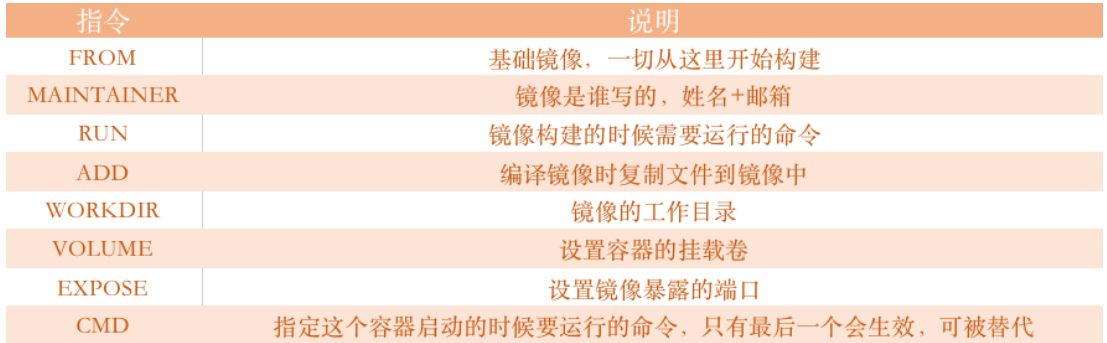 指令 说明
FROM 基础镜像，一切从这里开始构建
MAINTAINER 镜像是谁写的，姓名+邮箱
RUN 镜像构建的时候需要运行的命令
ADD 编译镜像时复制文件到镜像中
WORKDIR 镜像的工作目录
VOLUME 设置容器的挂载卷
EXPOSE 设置镜像暴露的端口
CMD 指定这个容器启动的时候要运行的命令，只有最后一个会生效，可被替代